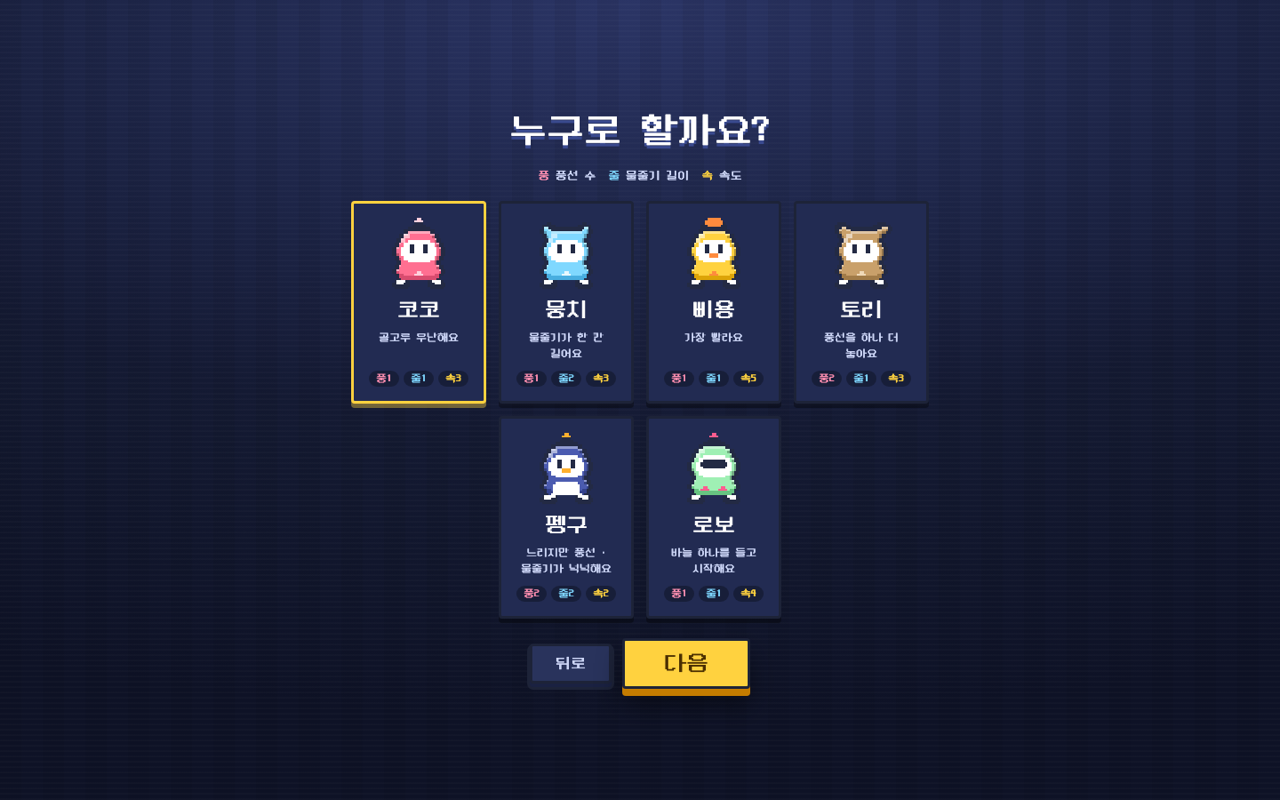 누구로 할까요?
풍 풍선 수 줄 물줄기 길이 속 속도
코코
골고루 무난해요
풍1 줄1 속3
뭉치
물줄기가 한 칸
길어요
풍1 줄2 속3
삐용
가장 빨라요
풍1 줄1 속5
토리
풍선을 하나 더
놓아요
풍2 줄1 속3
펭구
느리지만 풍선 ·
물줄기가 넉넉해요
풍2 줄2 속2
로보
바늘 하나를 들고
시작해요
풍1 줄1 속4
뒤로
다음